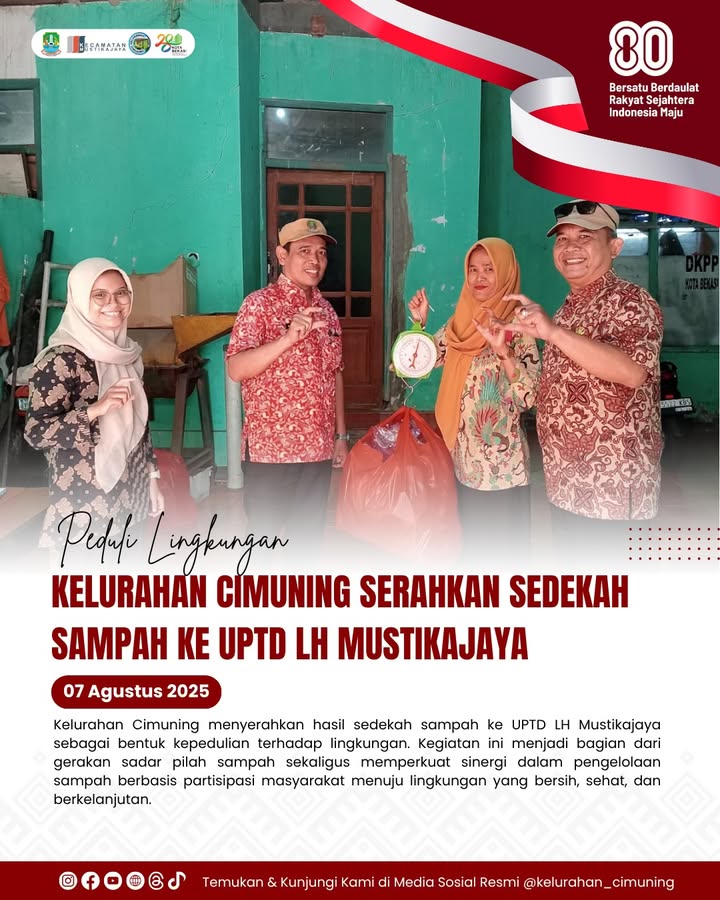 KECAMATAN
MUSTIKAJAYA
KOTA
BEKASI
80
Bersatu Berdaulat
Rakyat Sejahtera
Indonesia Maju
DKPP
KOTA BEKASI
Peduli Lingkungan
KELURAHAN CIMUNING SERAHKAN SEDEKAH
SAMPAH KE UPTD LH MUSTIKAJAYA
07 Agustus 2025
Kelurahan Cimuning menyerahkan hasil sedekah sampah ke UPTD LH Mustikajaya
sebagai bentuk kepedulian terhadap lingkungan. Kegiatan ini menjadi bagian dari
gerakan sadar pilah sampah sekaligus memperkuat sinergi dalam pengelolaan
sampah berbasis partisipasi masyarakat menuju lingkungan yang bersih, sehat, dan
berkelanjutan.
Temukan & Kunjungi Kami di Media Sosial Resmi @kelurahan_cimuning